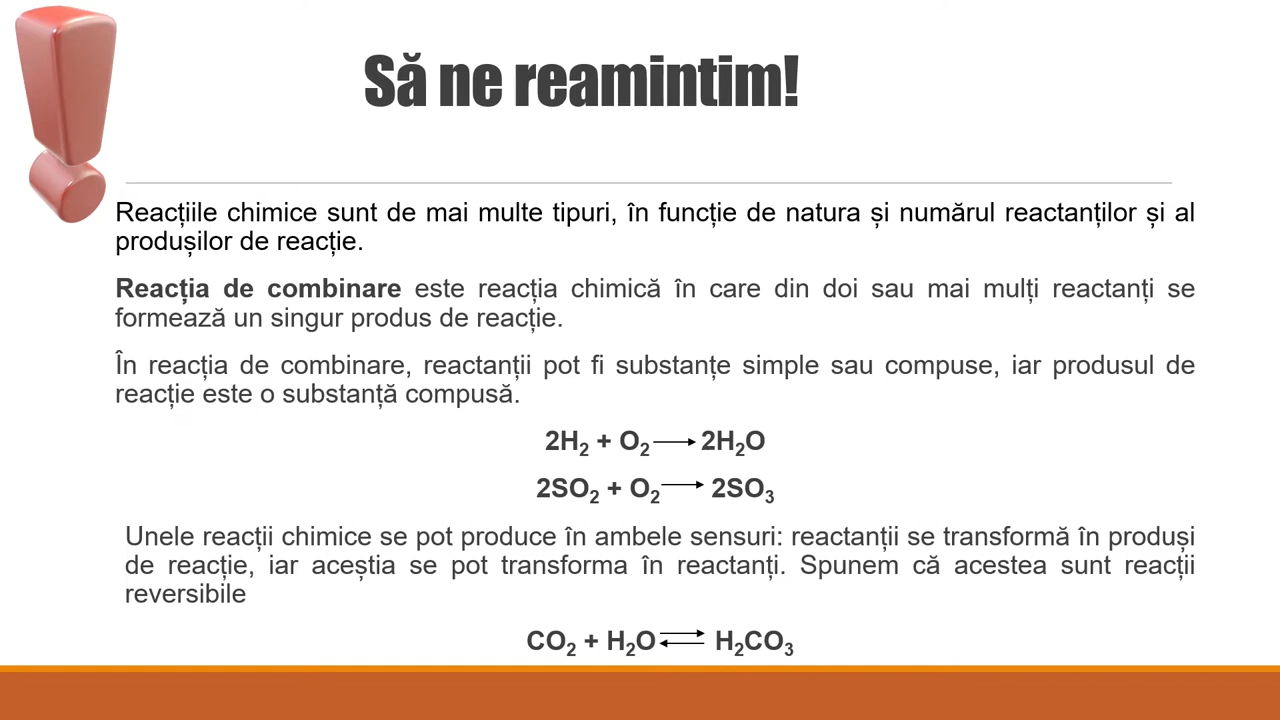 Să ne reamintim!
Reacțiile chimice sunt de mai multe tipuri, în funcție de natura și numărul reactanților și al
produșilor de reacție.
Reacția de combinare este reacția chimică în care din doi sau mai mulți reactanți se
formează un singur produs de reacție.
În reacția de combinare, reactanții pot fi substanțe simple sau compuse, iar produsul de
reacție este o substanță compusă.
2H₂ + O₂ → 2H₂O
2SO₂ + O₂ → 2SO₃
Unele reacții chimice se pot produce în ambele sensuri: reactanții se transformă în produși
de reacție, iar aceștia se pot transforma în reactanți. Spunem că acestea sunt reacții
reversibile
CO₂ + H₂O ⇄ H₂CO₃